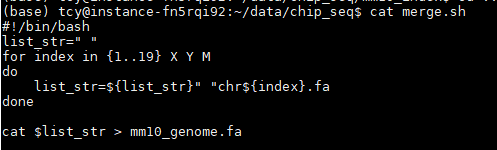 (base) tcy@instance-fn5rqi92:~/data/chip_seq$ cat merge.sh
#!/bin/bash
list_str=" "
for index in {1..19} X Y M
do
    list_str=${list_str}" "chr${index}.fa
done

cat $list_str > mm10_genome.fa